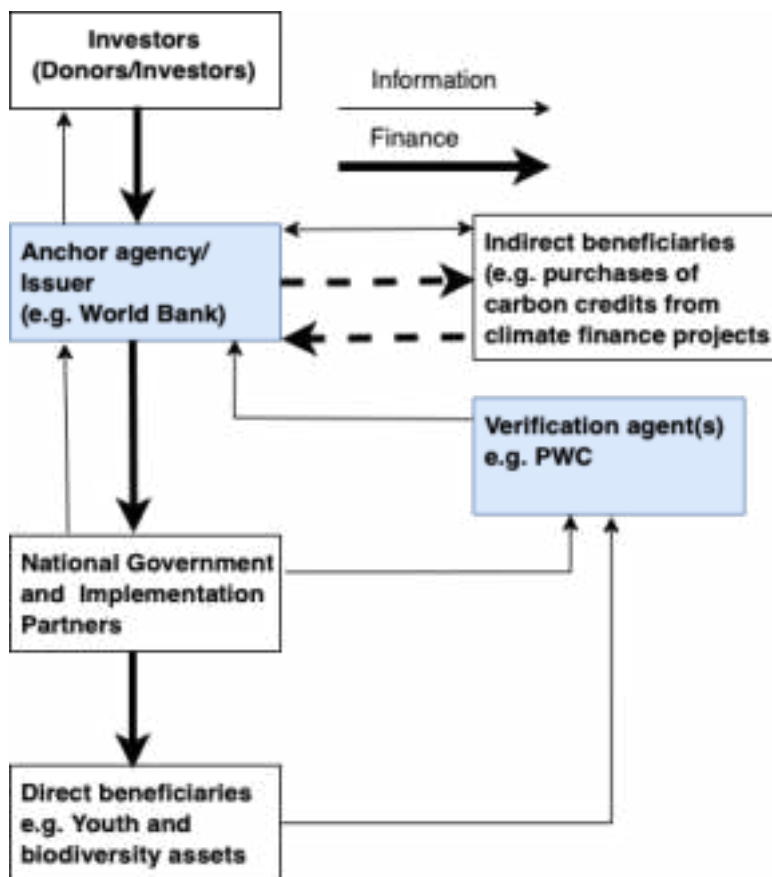 Investors
(Donors/Investors)
Information
Finance
Anchor agency/
Issuer
(e.g. World Bank)
Indirect beneficiaries
(e.g. purchases of
carbon credits from
climate finance projects
Verification agent(s)
e.g. PWC
National Government
and Implementation
Partners
Direct beneficiaries
e.g. Youth and
biodiversity assets